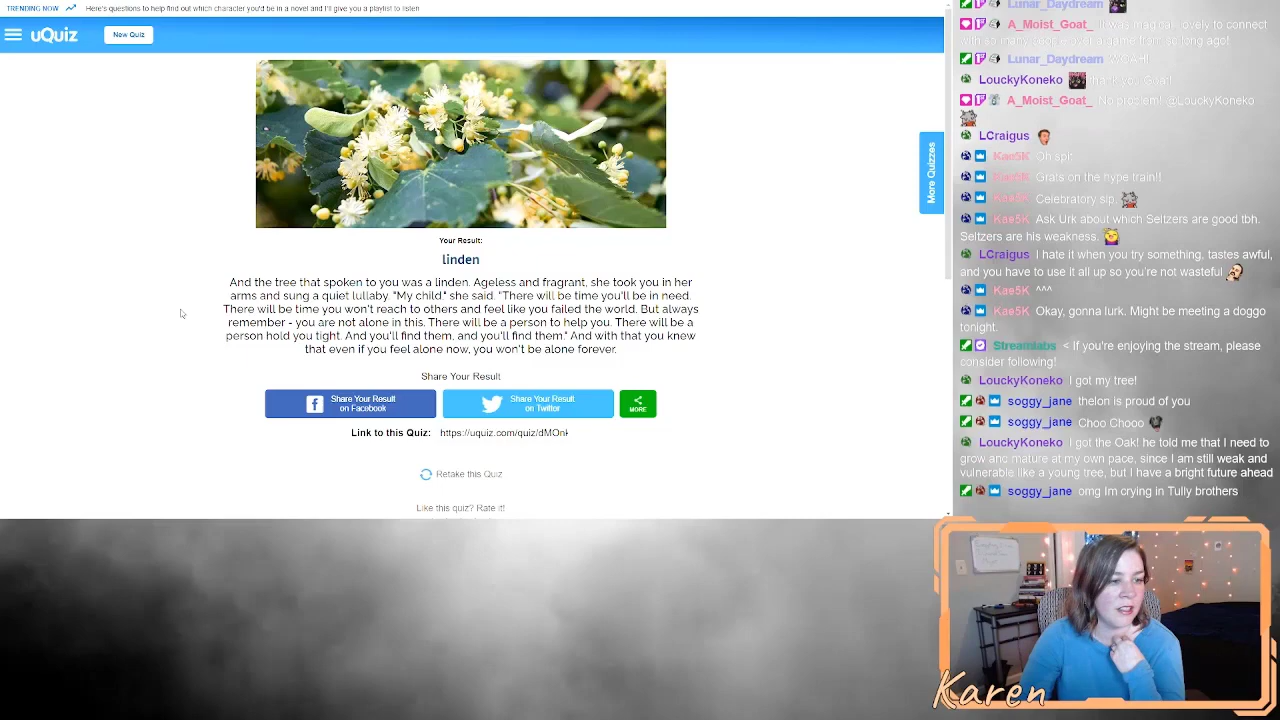 TRENDING NOW Here's questions to help find out which character you'd be in a novel and I'll give you a playlist to listen
uQuiz
New Quiz
More Quizzes
Your Result:
linden
And the tree that spoken to you was a linden. Ageless and fragrant, she took you in her
arms and sung a quiet lullaby. "My child" she said. "There will be time you'll be in need.
There will be time you won't reach to others and feel like you failed the world. But always
remember - you are not alone in this. There will be a person to help you. There will be a
person hold you tight. And you'll find them, and you'll find them." And with that you knew
that even if you feel alone now, you won't be alone forever.
Share Your Result
Share Your Result
on Facebook
Share Your Result
on Twitter
MORE
Link to this Quiz: https://uquiz.com/quiz/dMOn
Retake this Quiz
Like this quiz? Rate it!
Lunar_Daydream
A_Moist_Goat_ It was magical lovely to connect
game from so long ago!
Lunar_Daydream
LouckyKoneko Goat!
A_Moist_Goat_ No problem! @LouckyKoneko
LCraigus
Kae5K Oh spit
Kae5K Grats on the hype train!!
Kae5K Celebratory sip.
Kae5K Ask Urk about which Seltzers are good tbh.
Seltzers are his weakness.
LCraigus I hate it when you try something, tastes awful,
and you have to use it all up so you're not wasteful
Kae5K ^^^
Kae5K Okay, gonna lurk. Might be meeting a doggo
tonight.
Streamlabs < If you're enjoying the stream, please
consider following!
LouckyKoneko I got my tree!
soggy_jane thelon is proud of you
soggy_jane Choo Chooo
LouckyKoneko I got the Oak! he told me that I need to
grow and mature at my own pace, since I am still weak and
vulnerable like a young tree, but I have a bright future ahead
soggy_jane omg Im crying in Tully brothers
Karen